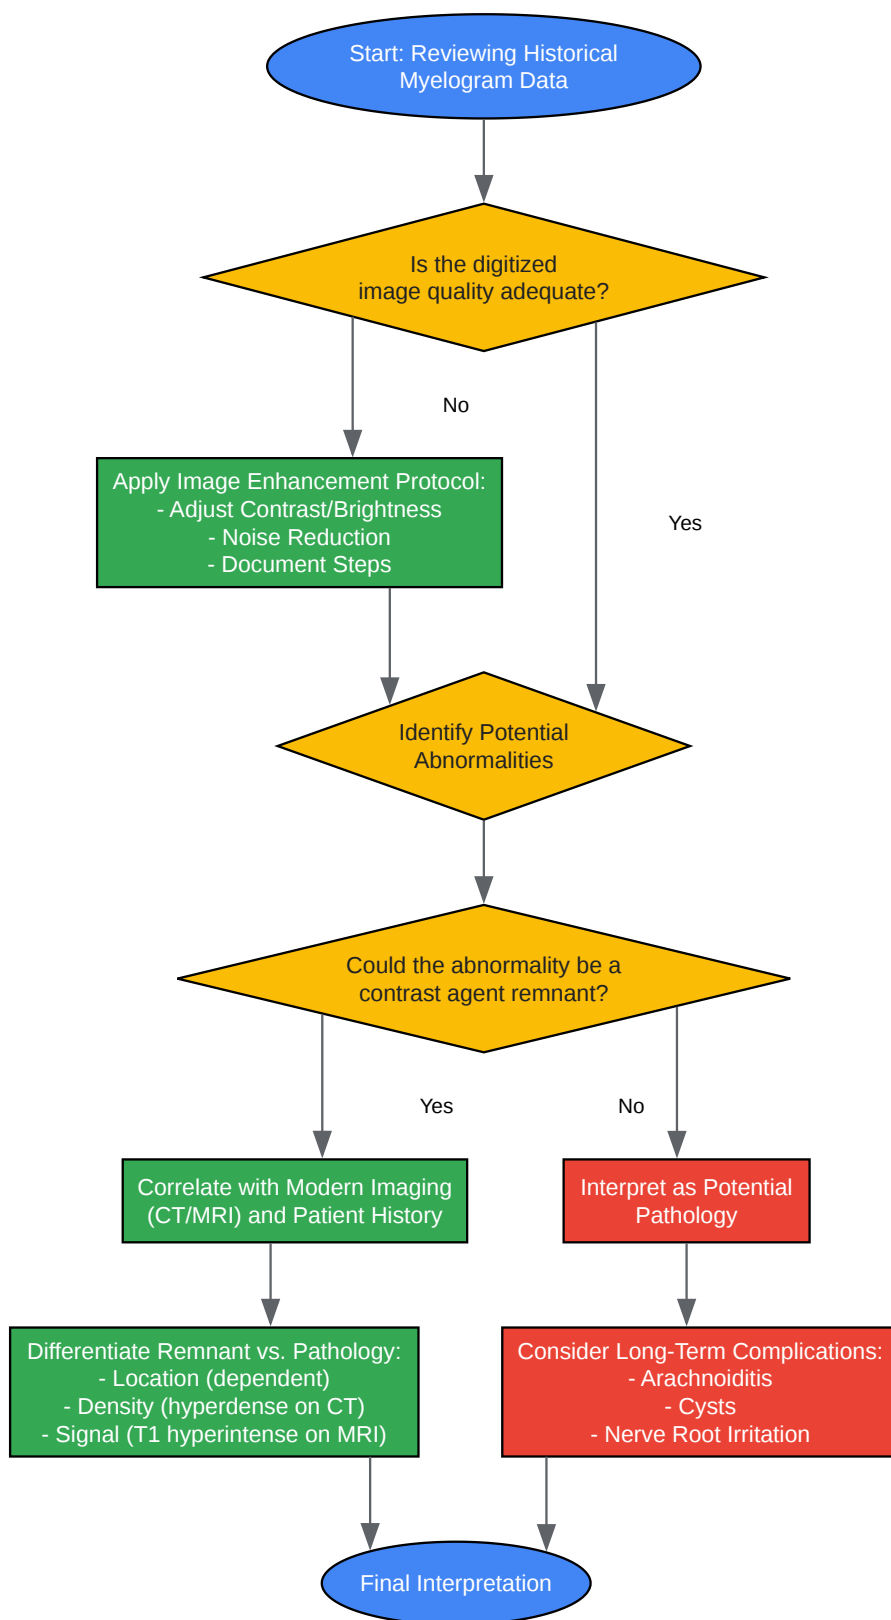 Start: Reviewing Historical
Myelogram Data
Is the digitized
image quality adequate?
No
Apply Image Enhancement Protocol:
- Adjust Contrast/Brightness
- Noise Reduction
- Document Steps
Yes
Identify Potential
Abnormalities
Could the abnormality be a
contrast agent remnant?
Yes
No
Correlate with Modern Imaging
(CT/MRI) and Patient History
Interpret as Potential
Pathology
Differentiate Remnant vs. Pathology:
- Location (dependent)
- Density (hyperdense on CT)
- Signal (T1 hyperintense on MRI)
Consider Long-Term Complications:
- Arachnoiditis
- Cysts
- Nerve Root Irritation
Final Interpretation